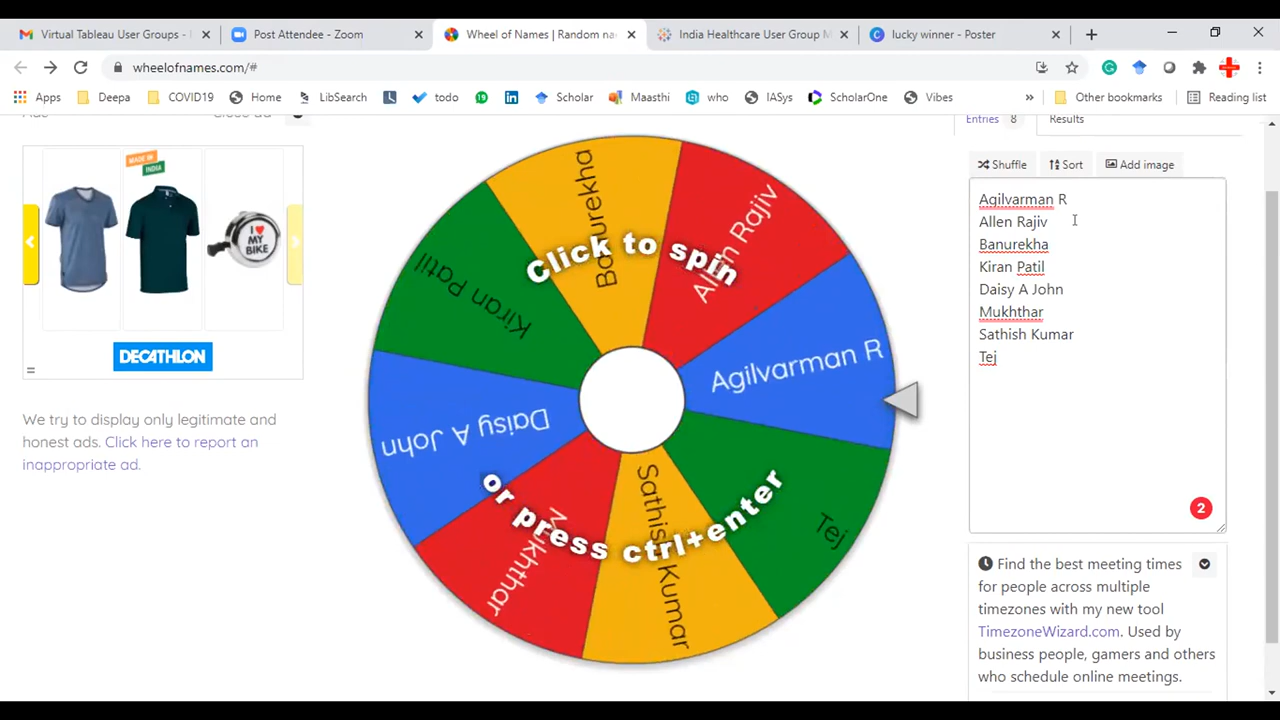 Virtual Tableau User Groups -
Post Attendee - Zoom
Wheel of Names | Random na
India Healthcare User Group M
lucky winner - Poster
wheelofnames.com/#
Apps
Deepa
COVID19
Home
LibSearch
todo
19
Scholar
Maasthi
who
IASys
ScholarOne
Vibes
»
Other bookmarks
Reading list
Entries 8
Results
Shuffle
Sort
Add image
MADE IN
INDIA
I ♥
MY
BIKE
DECATHLON
We try to display only legitimate and
honest ads. Click here to report an
inappropriate ad.
Banurekha
Allen Rajiv
Click to spin
Kiran Patil
Agilvarman R
Daisy A John
or press ctrl+enter
Mukhthar
Sathish Kumar
Tej
Agilvarman R
Allen Rajiv
Banurekha
Kiran Patil
Daisy A John
Mukhthar
Sathish Kumar
Tej
2
Find the best meeting times
for people across multiple
timezones with my new tool
TimezoneWizard.com. Used by
business people, gamers and others
who schedule online meetings.